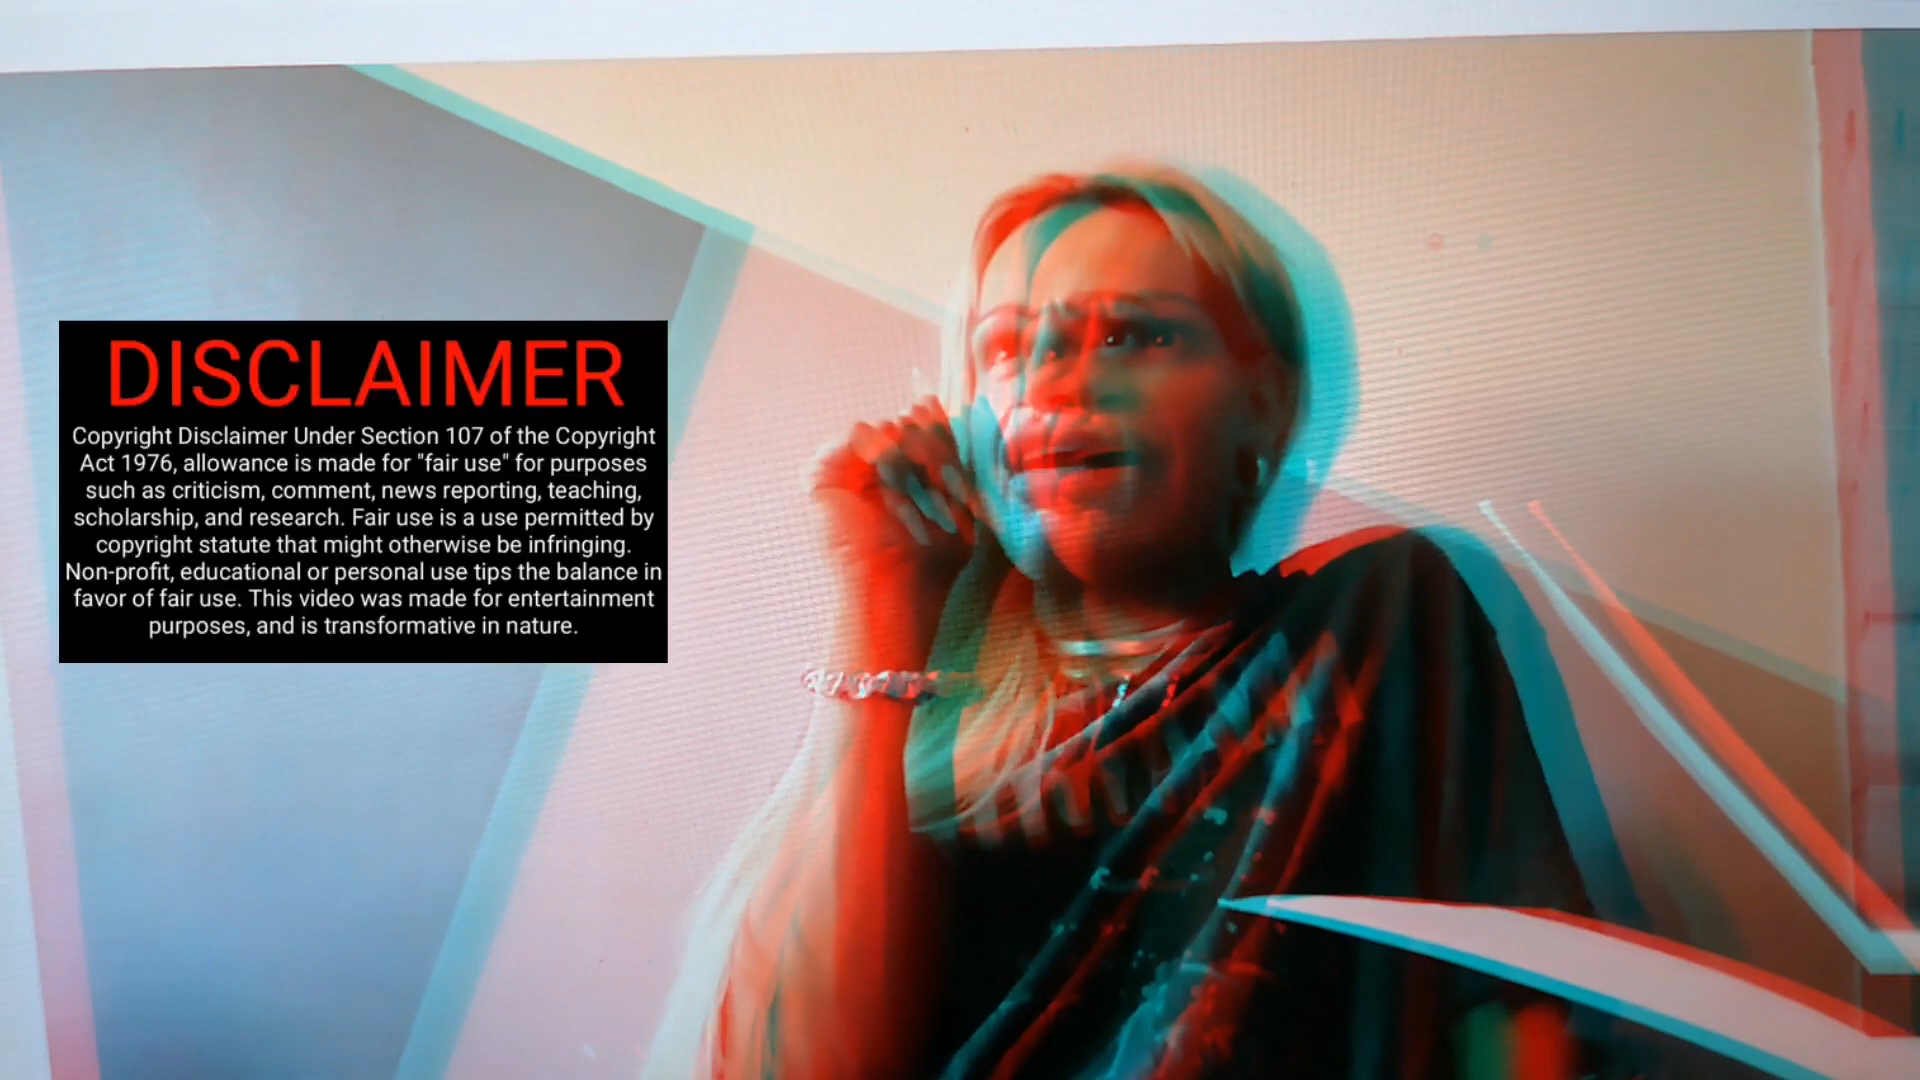 DISCLAIMER
Copyright Disclaimer Under Section 107 of the Copyright
Act 1976, allowance is made for "fair use" for purposes
such as criticism, comment, news reporting, teaching,
scholarship, and research. Fair use is a use permitted by
copyright statute that might otherwise be infringing.
Non-profit, educational or personal use tips the balance in
favor of fair use. This video was made for entertainment
purposes, and is transformative in nature.